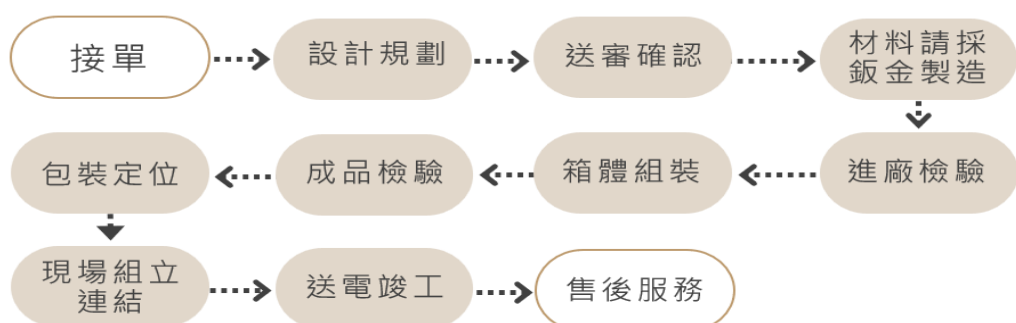 接單
設計規劃
送審確認
材料請採
鈑金製造
進廠檢驗
箱體組裝
成品檢驗
包裝定位
現場組立
連結
送電竣工
售後服務